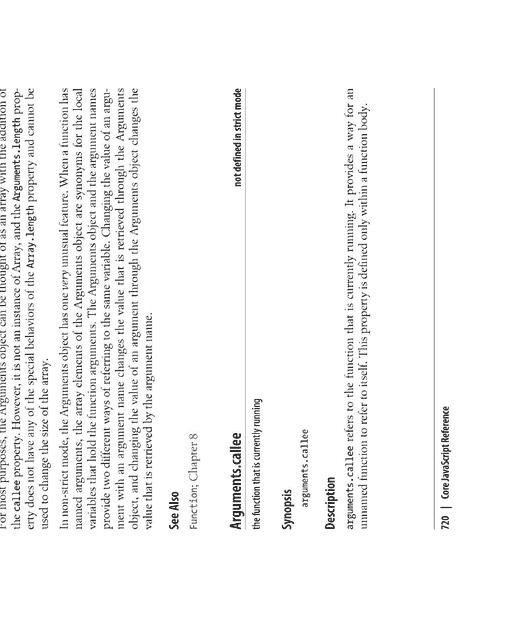 For most purposes, the Arguments object can be thought of as an array with the addition of
the callee property. However, it is not an instance of Array, and the Arguments.length prop-
erty does not have any of the special behaviors of the Array.length property and cannot be
used to change the size of the array.
In non-strict mode, the Arguments object has one very unusual feature. When a function has
named arguments, the array elements of the Arguments object are synonyms for the local
variables that hold the function arguments. The Arguments object and the argument names
provide two different ways of referring to the same variable. Changing the value of an argu-
ment with an argument name changes the value that is retrieved through the Arguments
object, and changing the value of an argument through the Arguments object changes the
value that is retrieved by the argument name.
See Also
Function; Chapter 8
Arguments.callee not defined in strict mode
the function that is currently running
Synopsis
arguments.callee
Description
arguments.callee refers to the function that is currently running. It provides a way for an
unnamed function to refer to itself. This property is defined only within a function body.
720 | Core JavaScript Reference